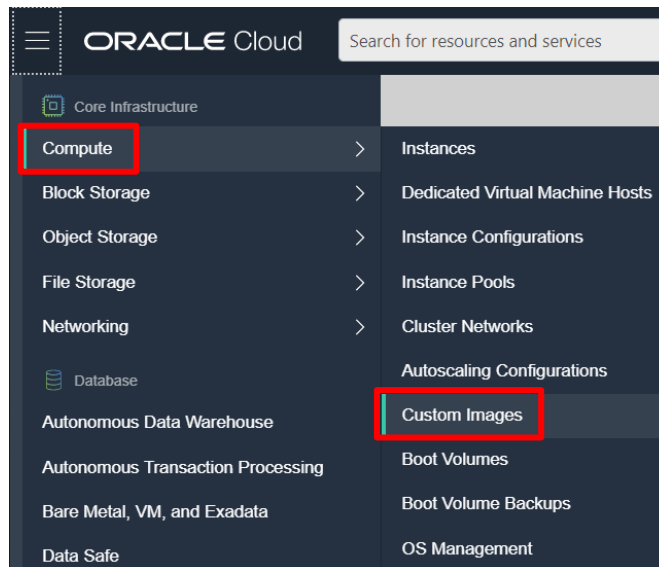 ORACLE Cloud
Search for resources and services
Core Infrastructure
Compute
Block Storage
Object Storage
File Storage
Networking
Database
Autonomous Data Warehouse
Autonomous Transaction Processing
Bare Metal, VM, and Exadata
Data Safe
Instances
Dedicated Virtual Machine Hosts
Instance Configurations
Instance Pools
Cluster Networks
Autoscaling Configurations
Custom Images
Boot Volumes
Boot Volume Backups
OS Management